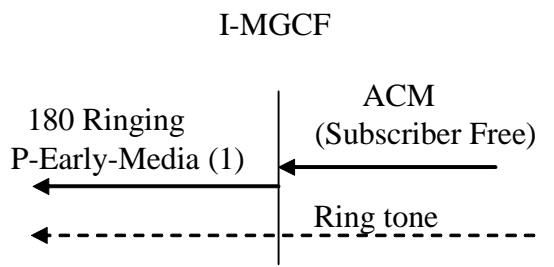 I-MGCF
ACM
(Subscriber Free)
180 Ringing
P-Early-Media (1)
Ring tone